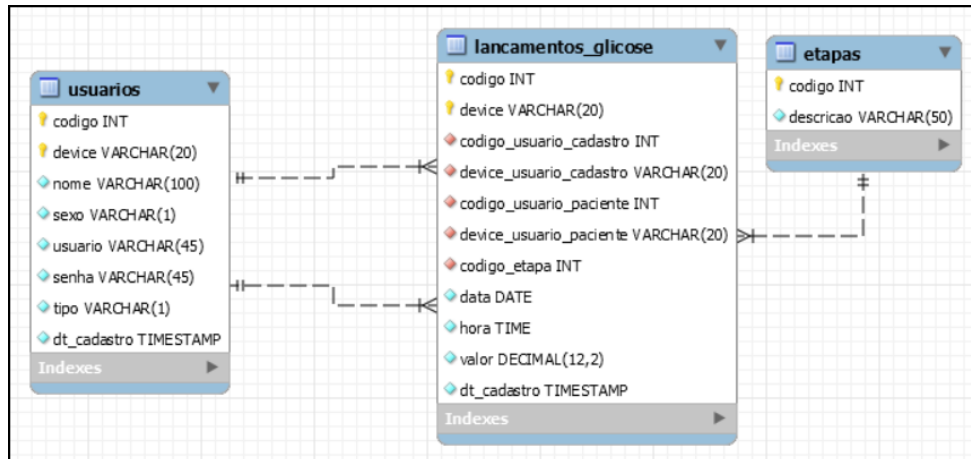 usuarios
codigo INT
device VARCHAR(20)
nome VARCHAR(100)
sexo VARCHAR(1)
usuario VARCHAR(45)
senha VARCHAR(45)
tipo VARCHAR(1)
dt_cadastro TIMESTAMP
Indexes
lancamentos_glicose
codigo INT
device VARCHAR(20)
codigo_usuario_cadastro INT
device_usuario_cadastro VARCHAR(20)
codigo_usuario_paciente INT
device_usuario_paciente VARCHAR(20)
codigo_etapa INT
data DATE
hora TIME
valor DECIMAL(12,2)
dt_cadastro TIMESTAMP
Indexes
etapas
codigo INT
descricao VARCHAR(50)
Indexes